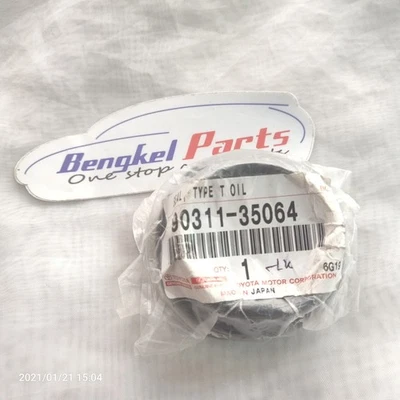 Bengkel Parts
One stop
SEAL TYPE T OIL
90311-35064
QTY. 1
6G19
TOYOTA MOTOR CORPORATION
MADE IN JAPAN
2021/01/21 15:04